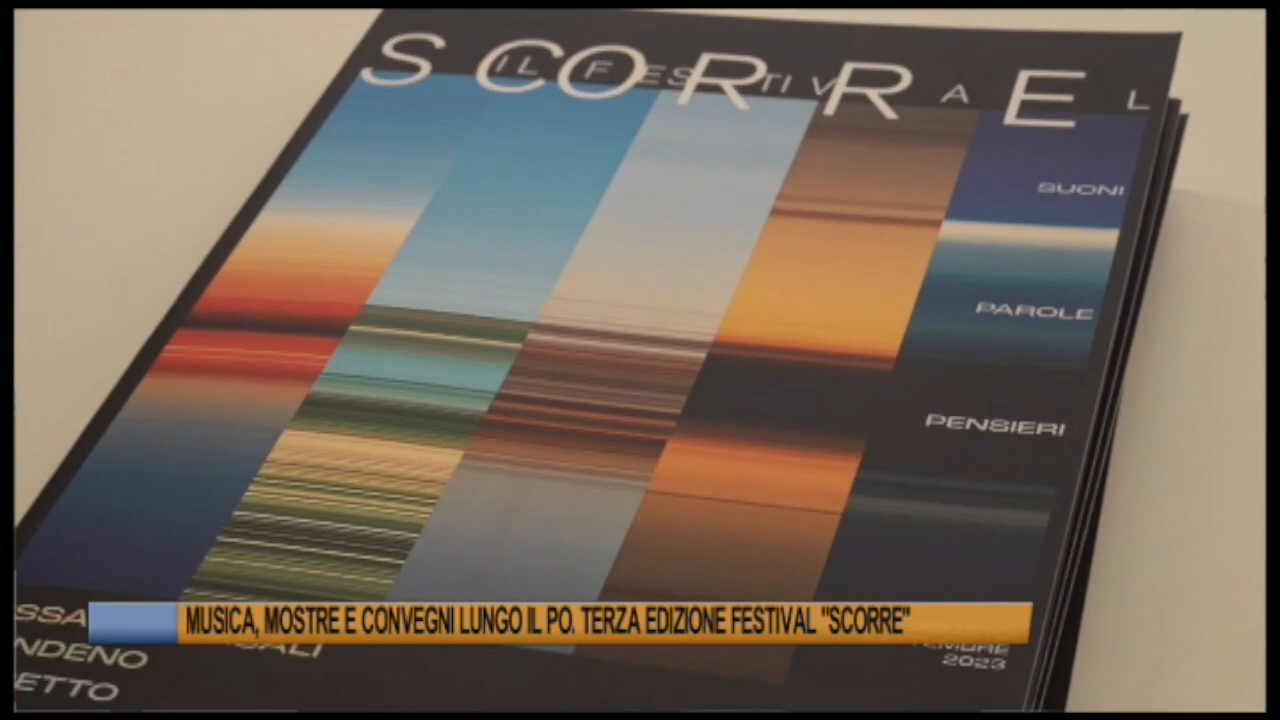 SCORRE
IL FESTIVAL
SUONI
PAROLE
PENSIERI
MUSICA, MOSTRE E CONVEGNI LUNGO IL PO. TERZA EDIZIONE FESTIVAL "SCORRE"
SSA
NDENO
ETTO
2023